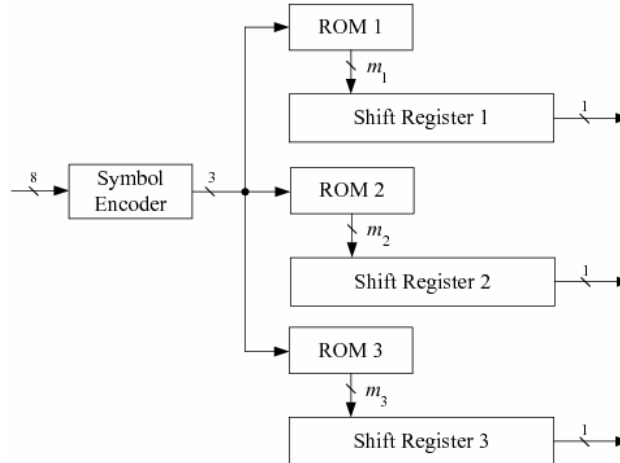 ROM 1
m1
Shift Register 1
1
8
Symbol
Encoder
3
ROM 2
m2
Shift Register 2
1
ROM 3
m3
Shift Register 3
1